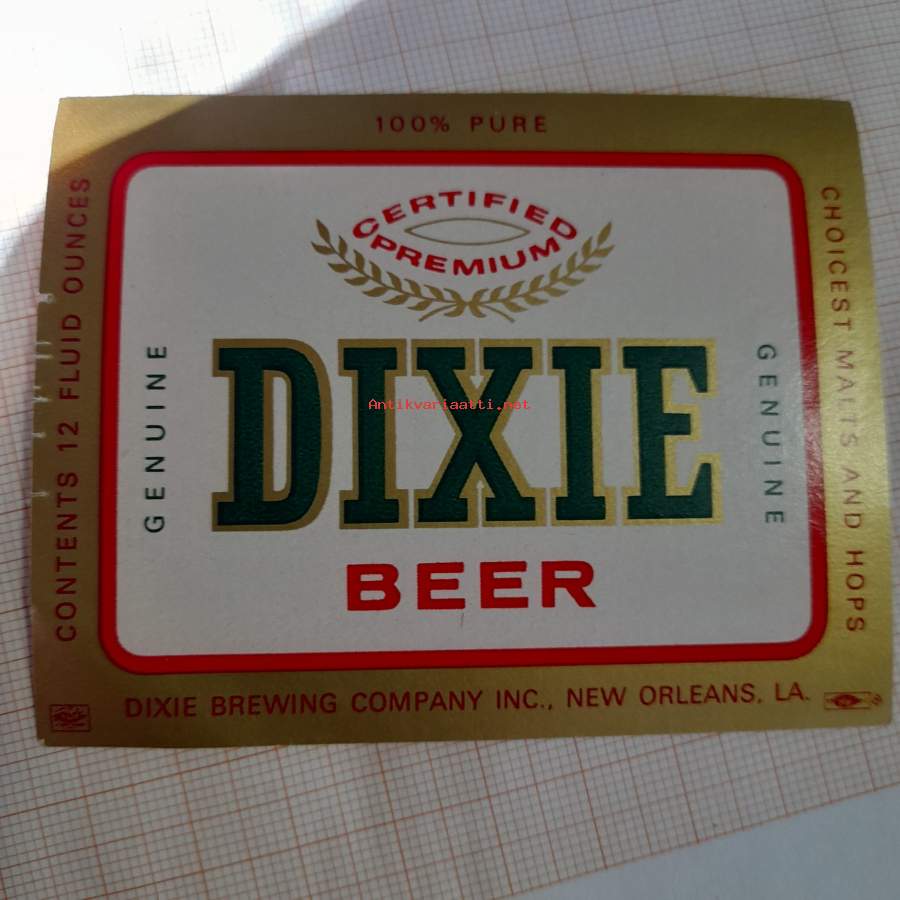 100% PURE
CONTENTS 12 FLUID OUNCES
CHOICEST MALTS AND HOPS
CERTIFIED
PREMIUM
GENUINE
GENUINE
DIXIE
Antikvariaatti.net
BEER
DIXIE BREWING COMPANY INC., NEW ORLEANS, LA.